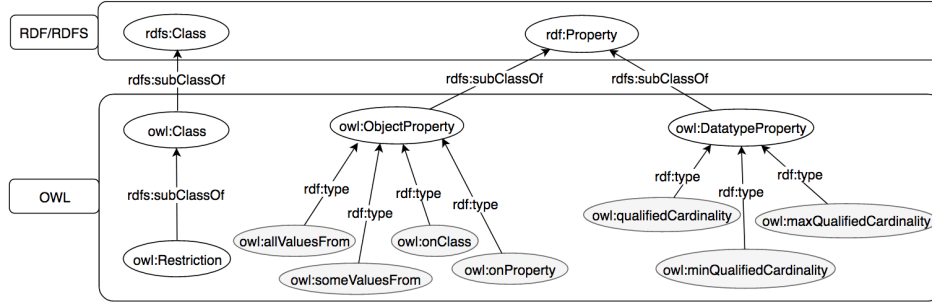 RDF/RDFS
rdfs:Class
rdf:Property
rdfs:subClassOf
rdfs:subClassOf
rdfs:subClassOf
owl:Class
owl:ObjectProperty
owl:DatatypeProperty
OWL
rdfs:subClassOf
rdf:type
rdf:type
rdf:type
rdf:type
rdf:type
rdf:type
rdf:type
owl:allValuesFrom
owl:onClass
owl:qualifiedCardinality
owl:maxQualifiedCardinality
owl:Restriction
owl:someValuesFrom
owl:onProperty
owl:minQualifiedCardinality